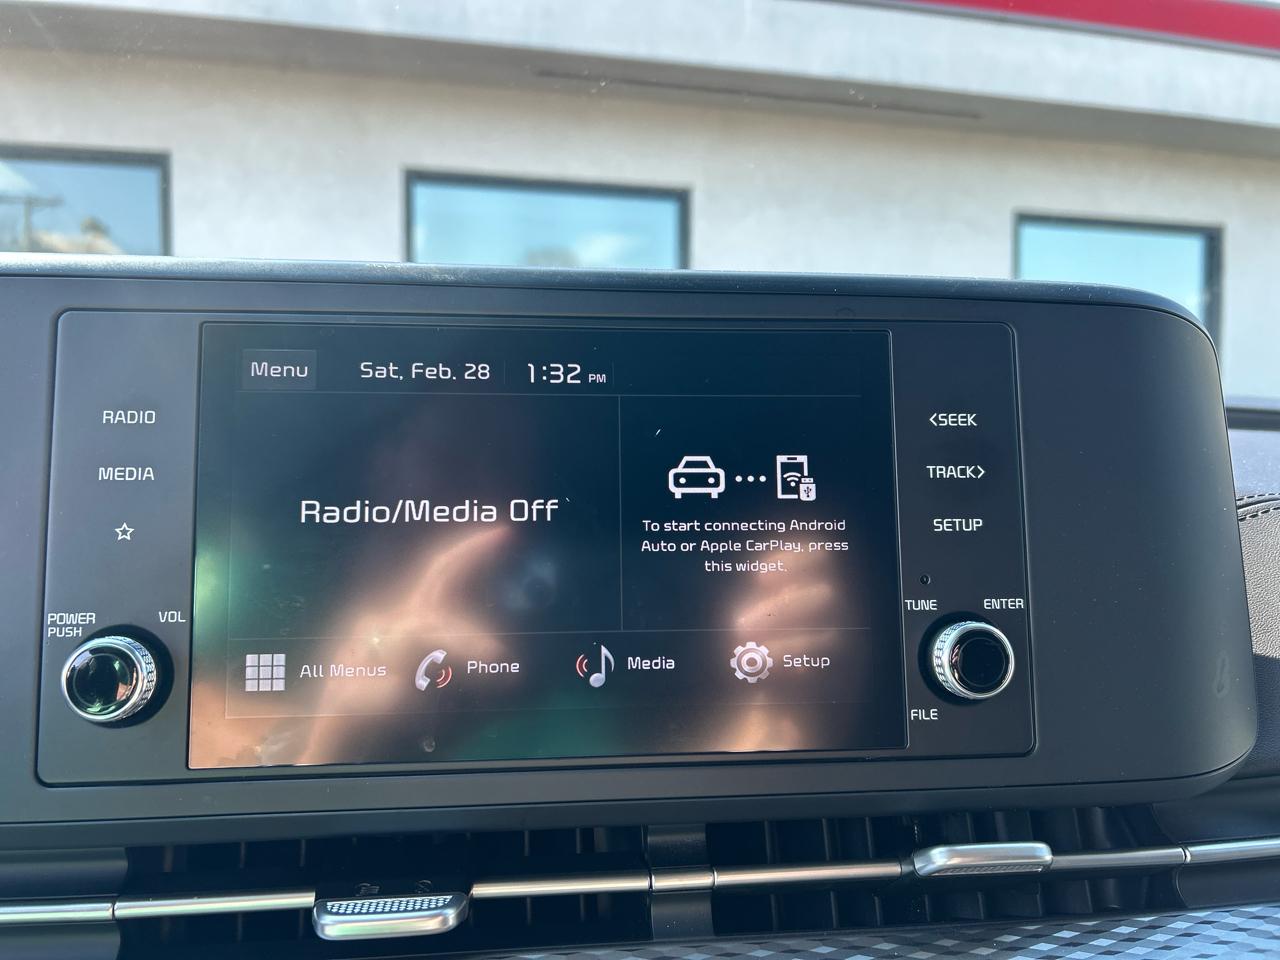 Menu
Sat, Feb. 28
1:32 PM
RADIO
MEDIA
POWER
PUSH
VOL
Radio/Media Off
To start connecting Android
Auto or Apple CarPlay, press
this widget.
All Menus
Phone
Media
Setup
<SEEK
TRACK>
SETUP
TUNE
ENTER
FILE